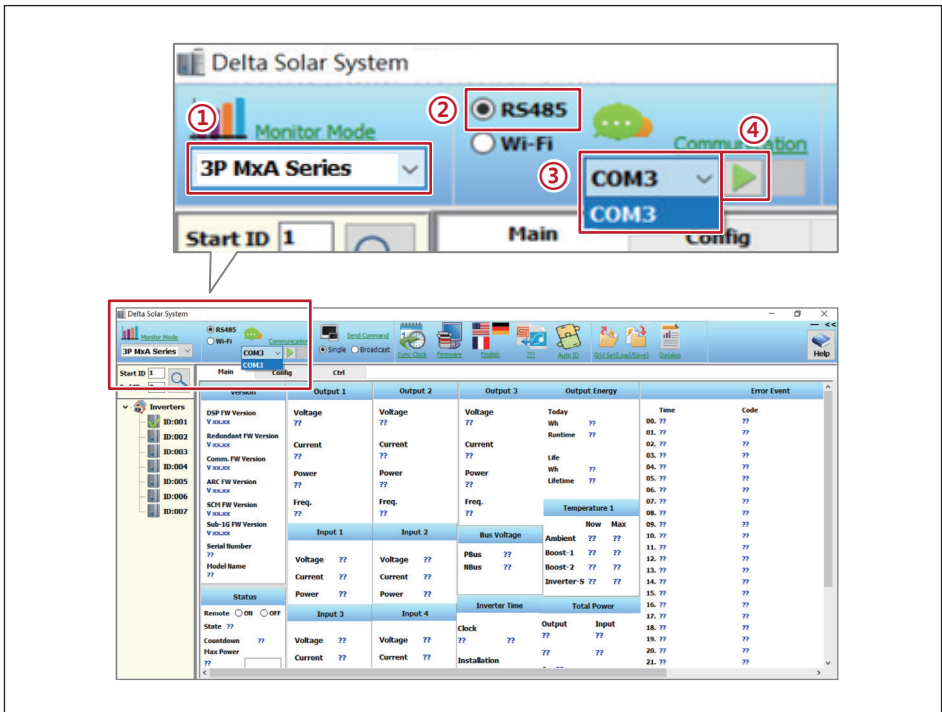 Delta Solar System
①
Monitor Mode
3P MxA Series
②
RS485
Wi-Fi
③
④
COM3
COM3
Start ID 1
Main
Config
Delta Solar System
Monitor Mode
3P MxA Series
RS485
Wi-Fi
COM3
COM3
Send Command
Single Broadcast
Sync Clock
Firmware
English
???
Auto ID
Grid Set(Load/Save)
Datalog
Help
Start ID 1
Main Config Ctrl
Inverters
ID:001
ID:002
ID:003
ID:004
ID:005
ID:006
ID:007
Version
DSP FW Version
V xx.xx
Redundant FW Version
V xx.xx
Comm. FW Version
V xx.xx
ARC FW Version
V xx.xx
SCM FW Version
V xx.xx
Sub-1G FW Version
V xx.xx
Serial Number
??
Model Name
??
Status
Remote ON OFF
State ??
Countdown ??
Max Power
??
Output 1
Voltage
??
Current
??
Power
??
Freq.
??
Output 2
Voltage
??
Current
??
Power
??
Freq.
??
Output 3
Voltage
??
Current
??
Power
??
Freq.
??
Input 1
Voltage ??
Current ??
Power ??
Input 2
Voltage ??
Current ??
Power ??
Input 3
Voltage ??
Current ??
Input 4
Voltage ??
Current ??
Bus Voltage
PBus ??
NBus ??
Inverter Time
Clock
?? ??
Installation
Output Energy
Today
Wh ??
Runtime ??
Life
Wh ??
Lifetime ??
Temperature 1
Now Max
Ambient ?? ??
Boost-1 ?? ??
Boost-2 ?? ??
Inverter-S ?? ??
Total Power
Output Input
?? ??
?? ??
Error Event
Time Code
00. ?? ??
01. ?? ??
02. ?? ??
03. ?? ??
04. ?? ??
05. ?? ??
06. ?? ??
07. ?? ??
08. ?? ??
09. ?? ??
10. ?? ??
11. ?? ??
12. ?? ??
13. ?? ??
14. ?? ??
15. ?? ??
16. ?? ??
17. ?? ??
18. ?? ??
19. ?? ??
20. ?? ??
21. ?? ??